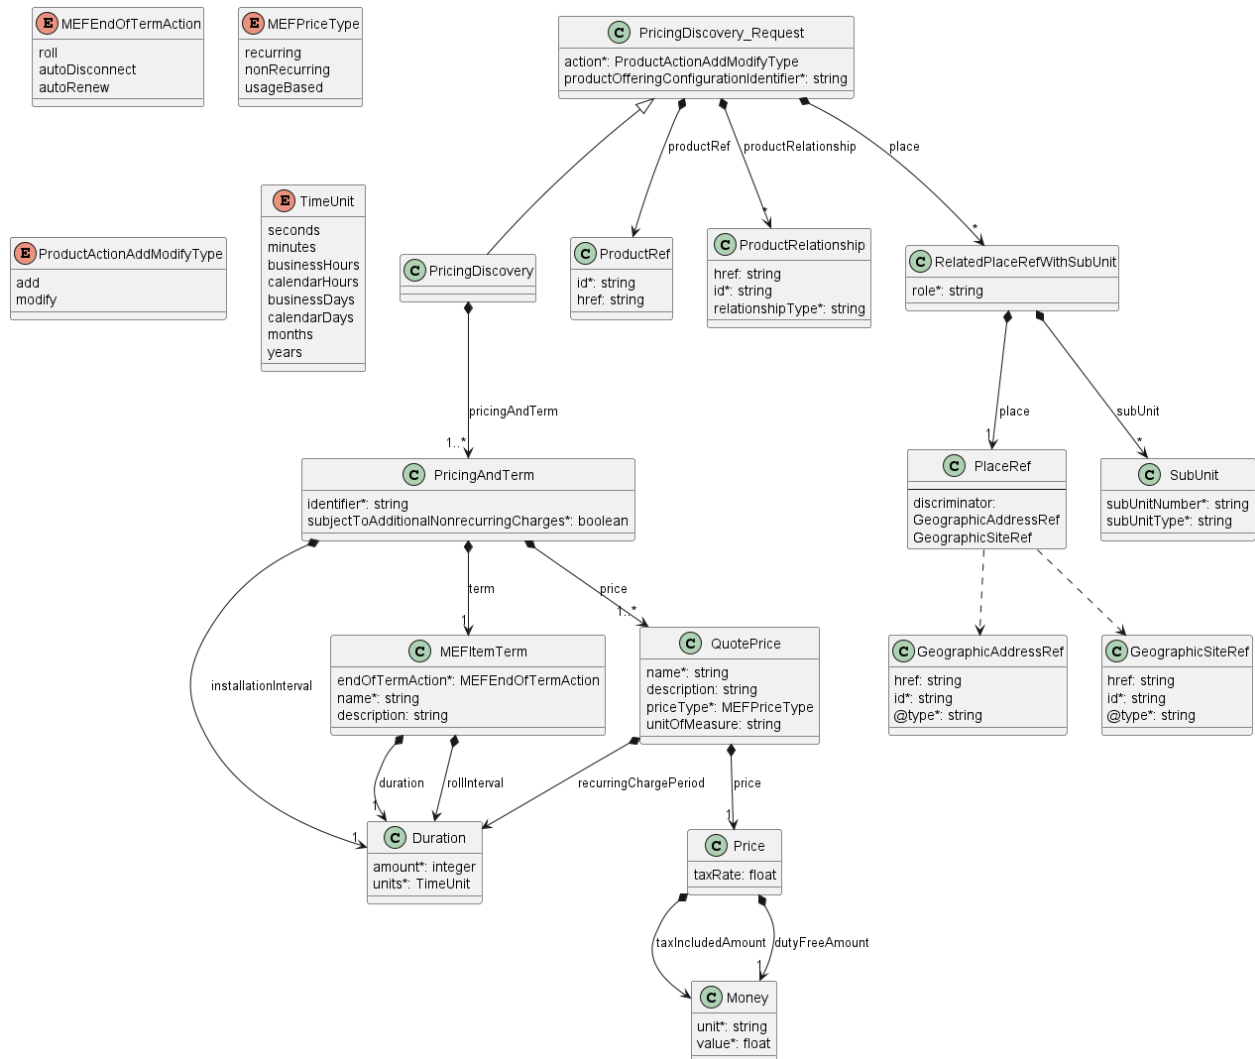 E MEFEndOfTermAction
roll
autoDisconnect
autoRenew
E MEFPriceType
recurring
nonRecurring
usageBased
C PricingDiscovery_Request
action*: ProductActionAddModifyType
productOfferingConfigurationIdentifier*: string
productRef
productRelationship
*
place
*
E ProductActionAddModifyType
add
modify
E TimeUnit
seconds
minutes
businessHours
calendarHours
businessDays
calendarDays
months
years
C PricingDiscovery
C ProductRef
id*: string
href: string
C ProductRelationship
href: string
id*: string
relationshipType*: string
C RelatedPlaceRefWithSubUnit
role*: string
pricingAndTerm
1..*
place
1
subUnit
*
C PricingAndTerm
identifier*: string
subjectToAdditionalNonrecurringCharges*: boolean
C PlaceRef
discriminator:
GeographicAddressRef
GeographicSiteRef
C SubUnit
subUnitNumber*: string
subUnitType*: string
installationInterval
1
term
1
price
1..*
C MEFItemTerm
endOfTermAction*: MEFEndOfTermAction
name*: string
description: string
C QuotePrice
name*: string
description: string
priceType*: MEFPriceType
unitOfMeasure: string
C GeographicAddressRef
href: string
id*: string
@type*: string
C GeographicSiteRef
href: string
id*: string
@type*: string
duration
1
rollInterval
recurringChargePeriod
price
1
C Duration
amount*: integer
units*: TimeUnit
C Price
taxRate: float
taxIncludedAmount
dutyFreeAmount
1
C Money
unit*: string
value*: float